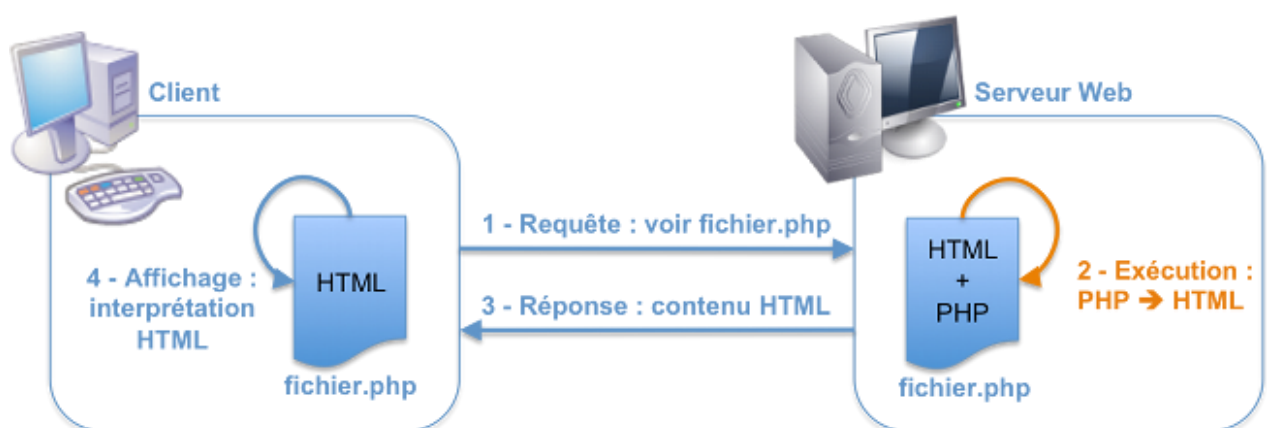 Client
Serveur Web
1 - Requête : voir fichier.php
HTML
4 - Affichage :
interprétation
HTML
fichier.php
3 - Réponse : contenu HTML
HTML
+
PHP
2 - Exécution :
PHP ➔ HTML
fichier.php